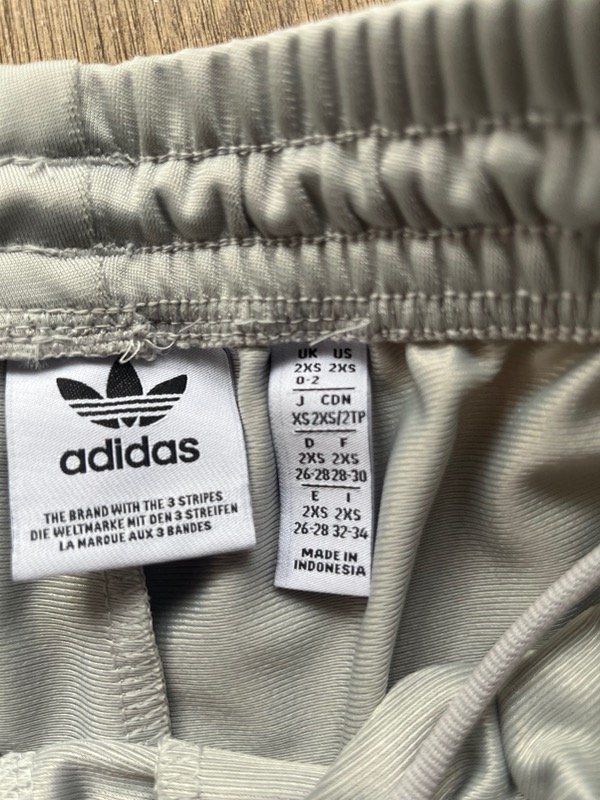 adidas
THE BRAND WITH THE 3 STRIPES
DIE WELTMARKE MIT DEN 3 STREIFEN
LA MARQUE AUX 3 BANDES
UK US
2XS 2XS
0-2
J CDN
XS 2XS/2TP
D F
2XS 2XS
26-28 28-30
E I
2XS 2XS
26-28 32-34
MADE IN
INDONESIA